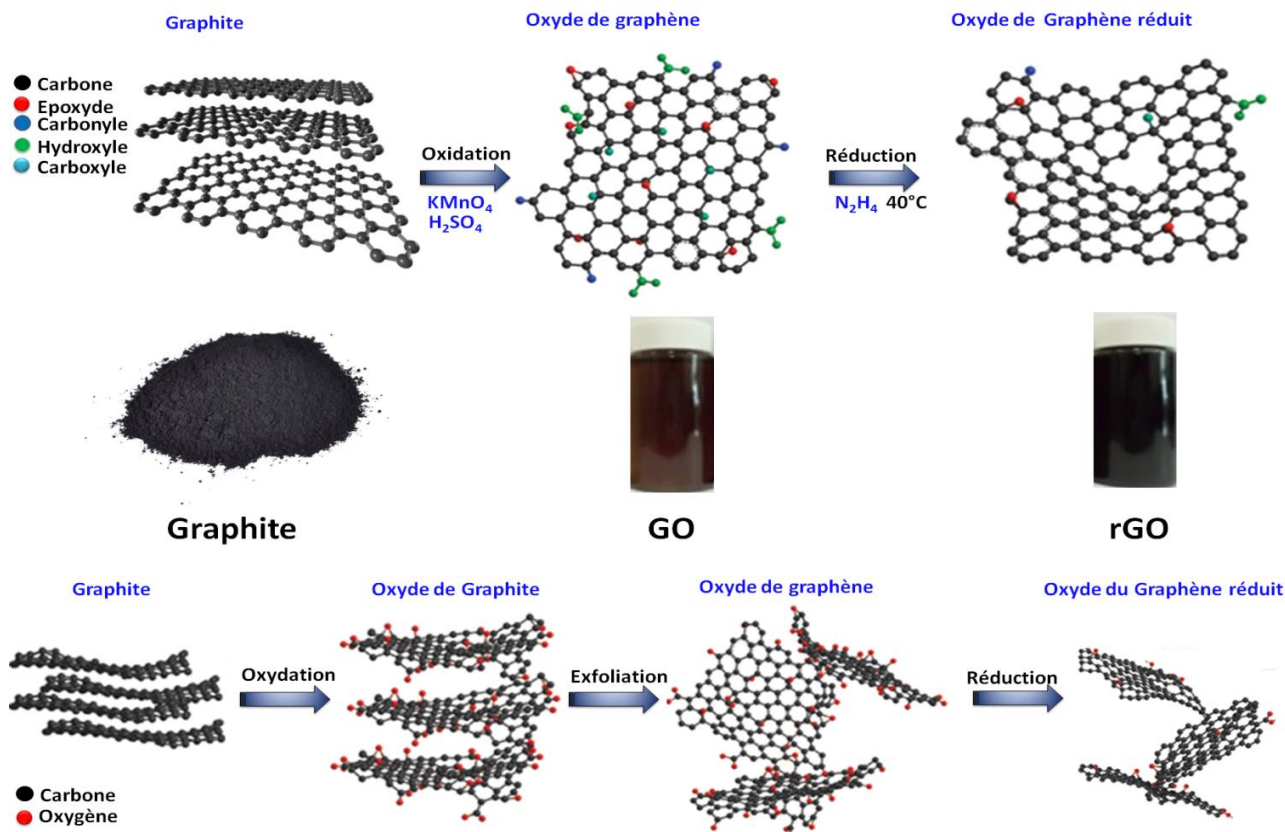 Graphite
Oxyde de graphène
Oxyde de Graphène réduit
Carbone
Epoxyde
Carbonyle
Hydroxyle
Carboxyle
Oxidation
KMnO₄
H₂SO₄
Réduction
N₂H₄ 40°C
Graphite
GO
rGO
Graphite
Oxyde de Graphite
Oxyde de graphène
Oxyde du Graphène réduit
Oxydation
Exfoliation
Réduction
Carbone
Oxygène